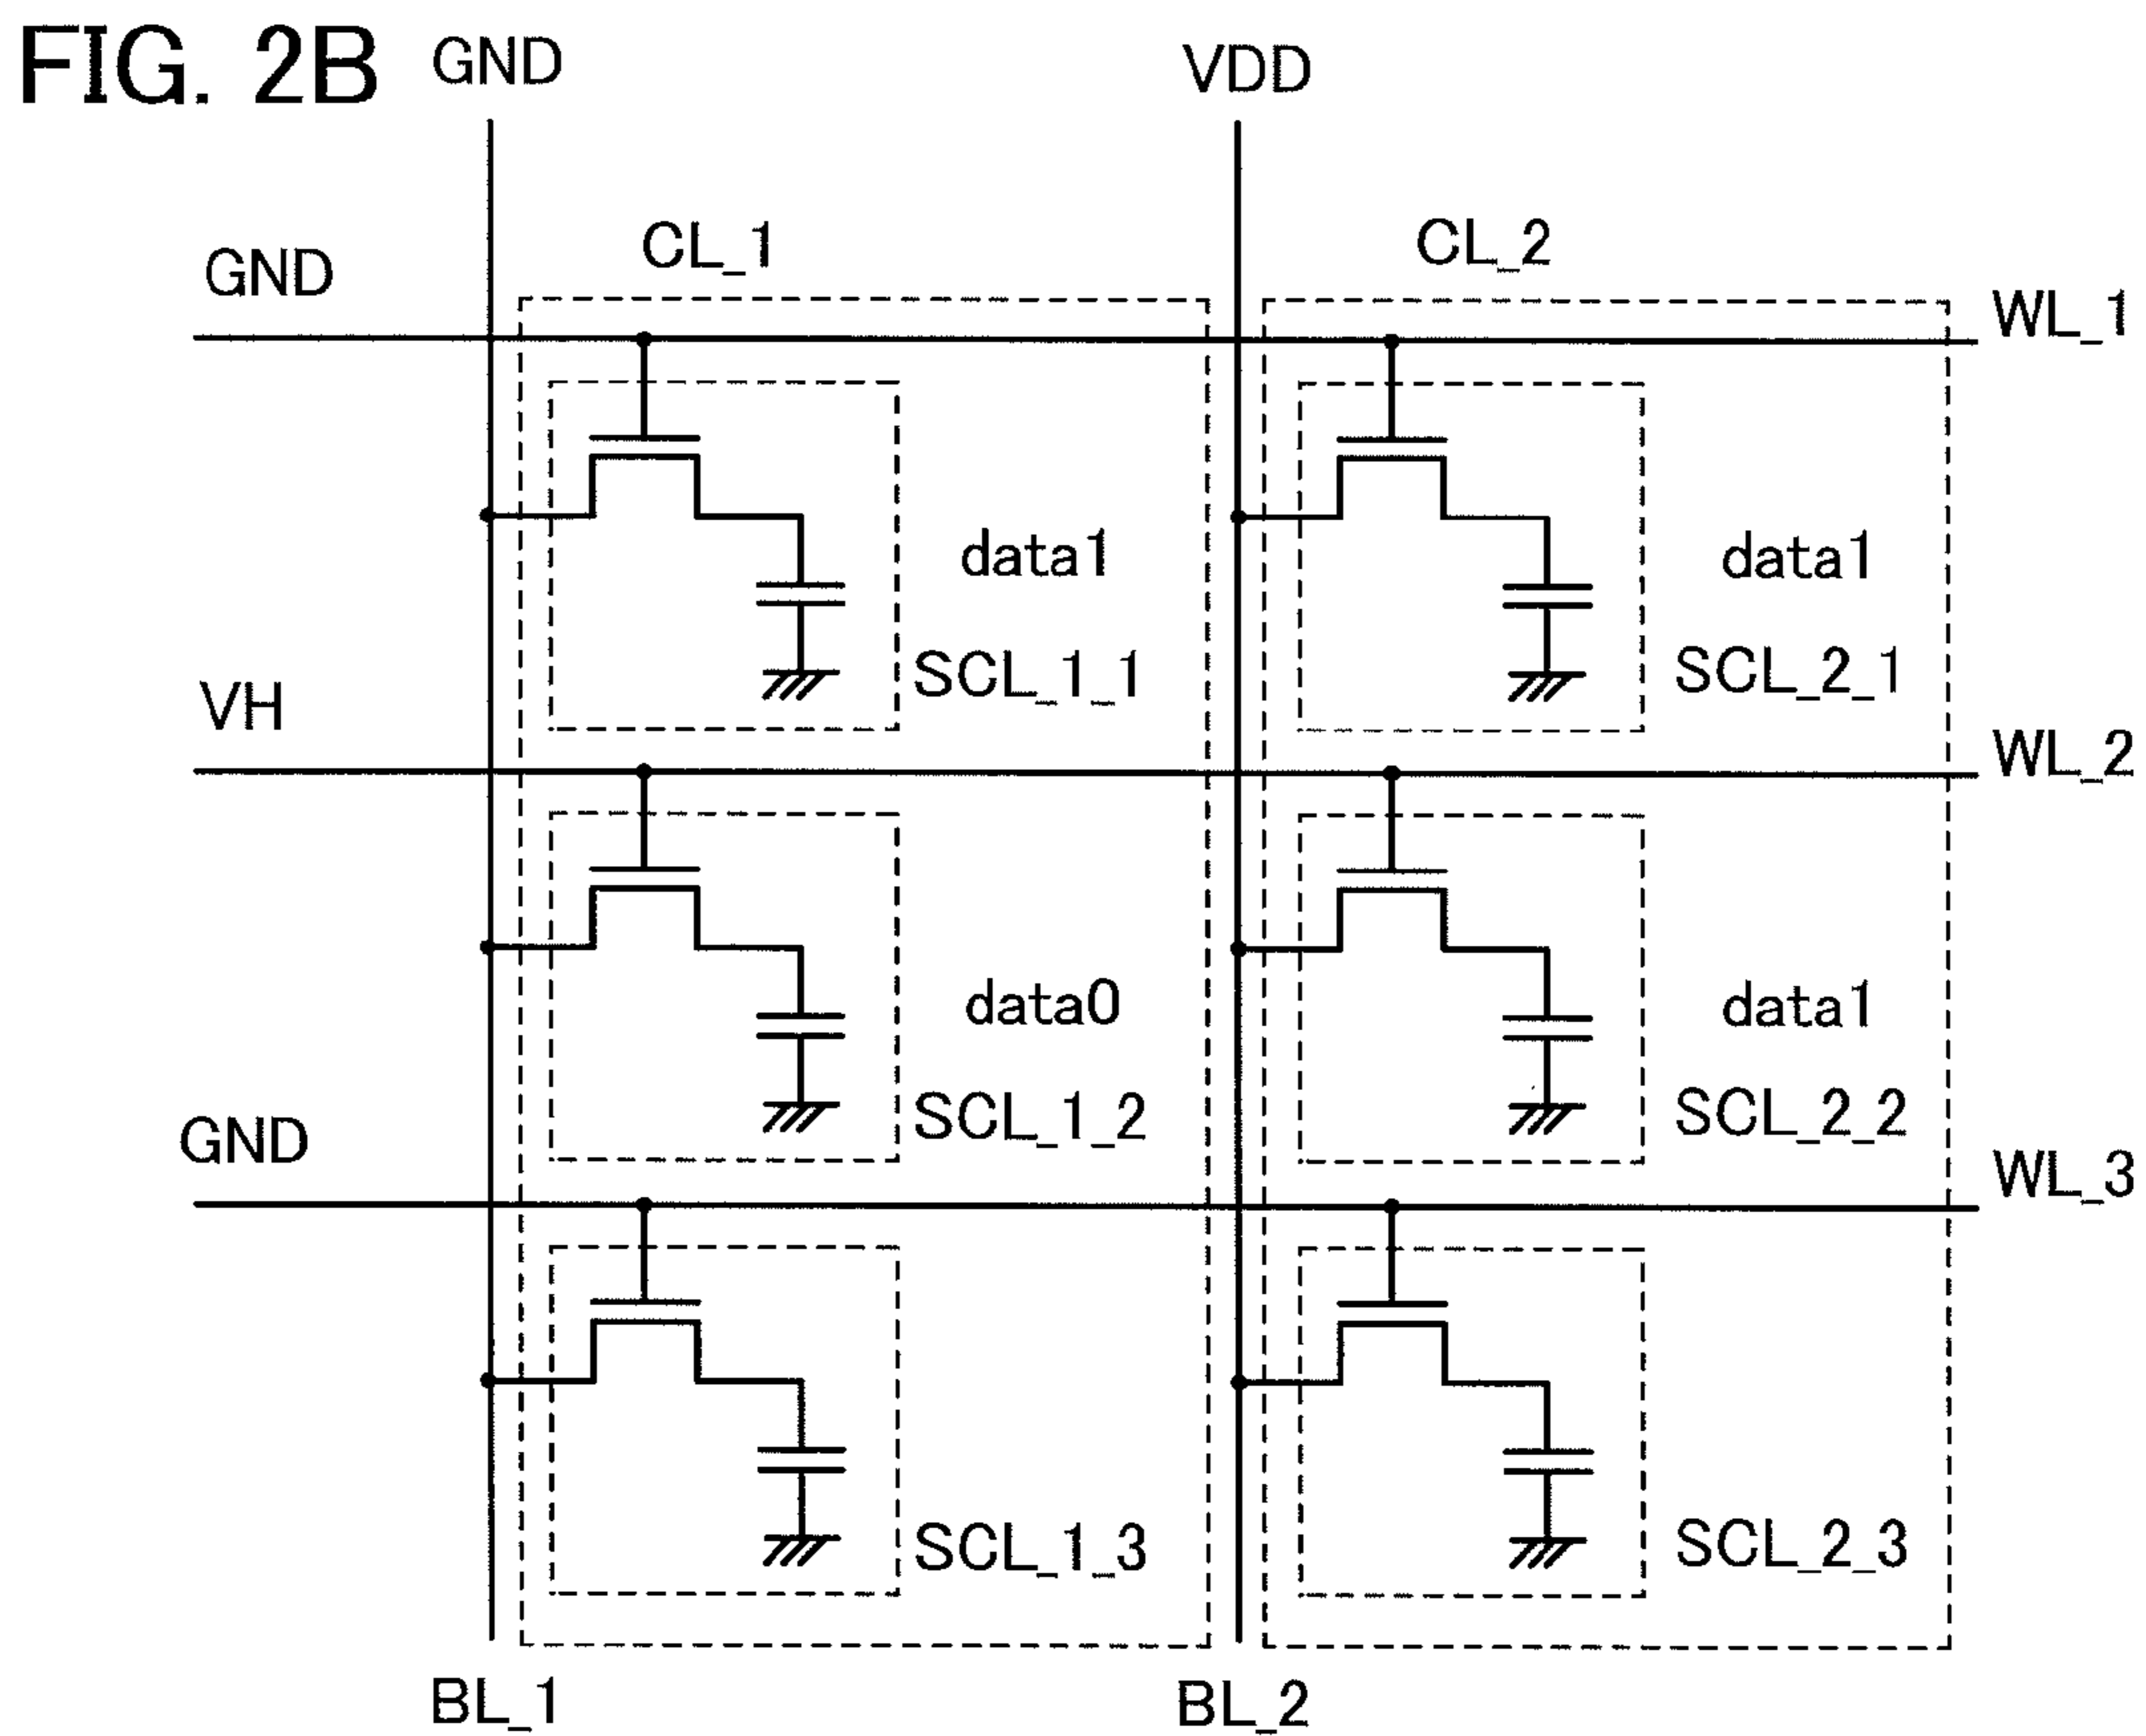 FIG. 2B
GND
VDD
CL_1
CL_2
GND
WL_1
data1
data1
SCL_1_1
SCL_2_1
VH
WL_2
data0
data1
SCL_1_2
SCL_2_2
GND
WL_3
SCL_1_3
SCL_2_3
BL_1
BL_2